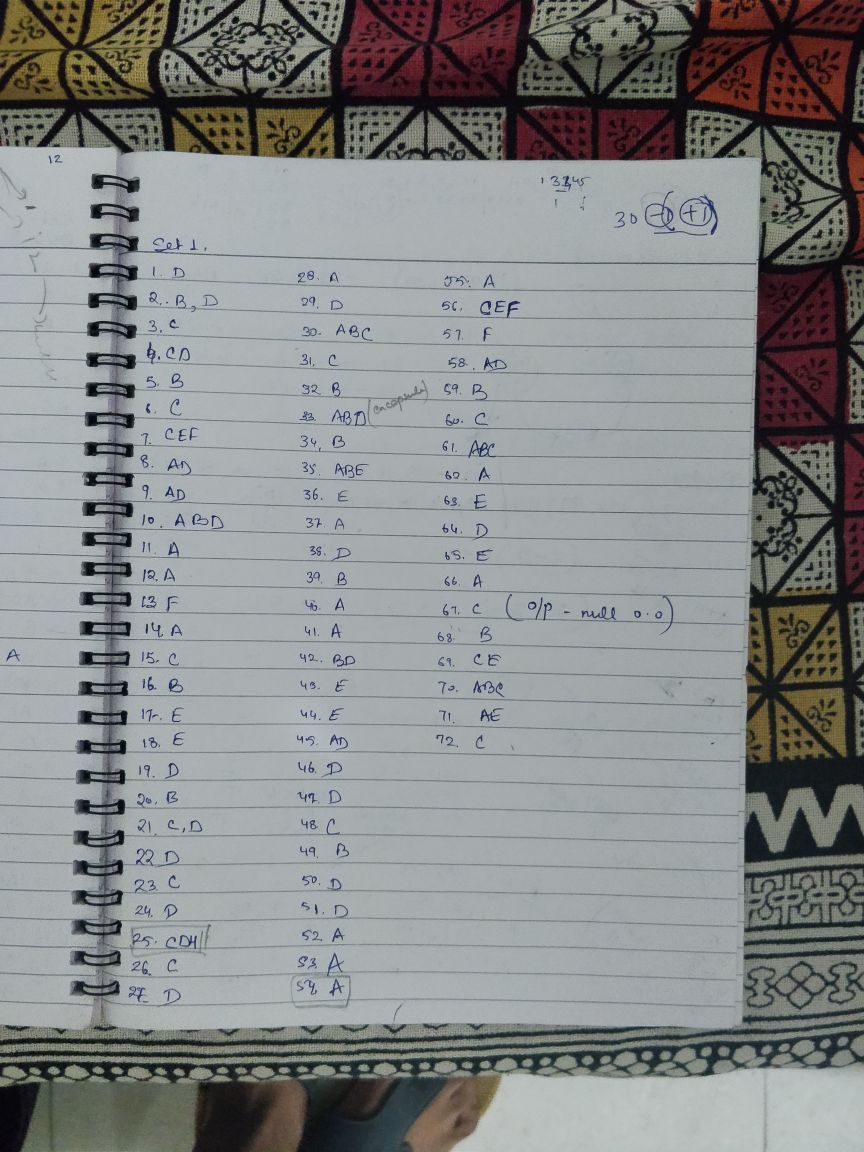 12
30 -1 +1
Set 1.
1. D
2. B, D
3. C
4. CD
5. B
6. C
7. CEF
8. AD
9. AD
10. ABD
11. A
12. A
13 F
14. A
15. C
16. B
17. E
18. E
19. D
20. B
21. C, D
22 D
23 C
24. D
25. CDH
26. C
27. D
A
28. A
29. D
30. ABC
31. C
32 B
33. ABD (encapsula)
34, B
35. ABE
36. E
37. A
38. D
39. B
40. A
41. A
42. BD
43. E
44. E
45. AD
46. D
47. D
48. C
49. B
50. D
51. D
52. A
53. A
54. A
55. A
56. CEF
57. F
58. AD
59. B
60. C
61. ABC
62. A
63. E
64. D
65. E
66. A
67. C (o/p - null 0.0)
68. B
69. CE
70. ABC
71. AE
72. C